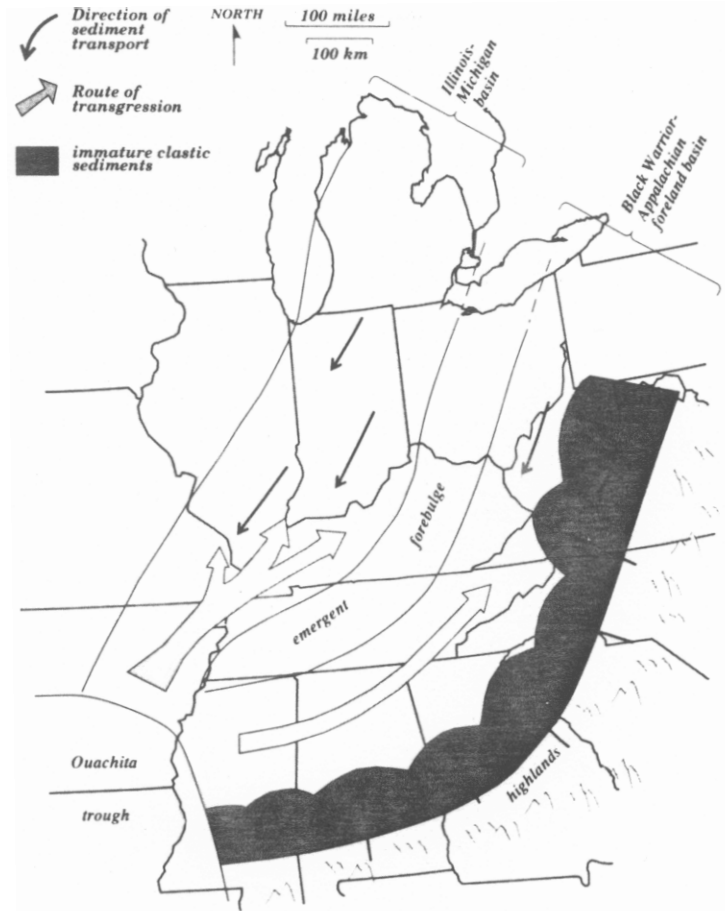 Direction of
sediment
transport
Route of
transgression
immature clastic
sediments
NORTH
100 miles
100 km
Illinois-
Michigan
basin
Black Warrior-
Appalachian
foreland basin
forebulge
emergent
Ouachita
trough
highlands